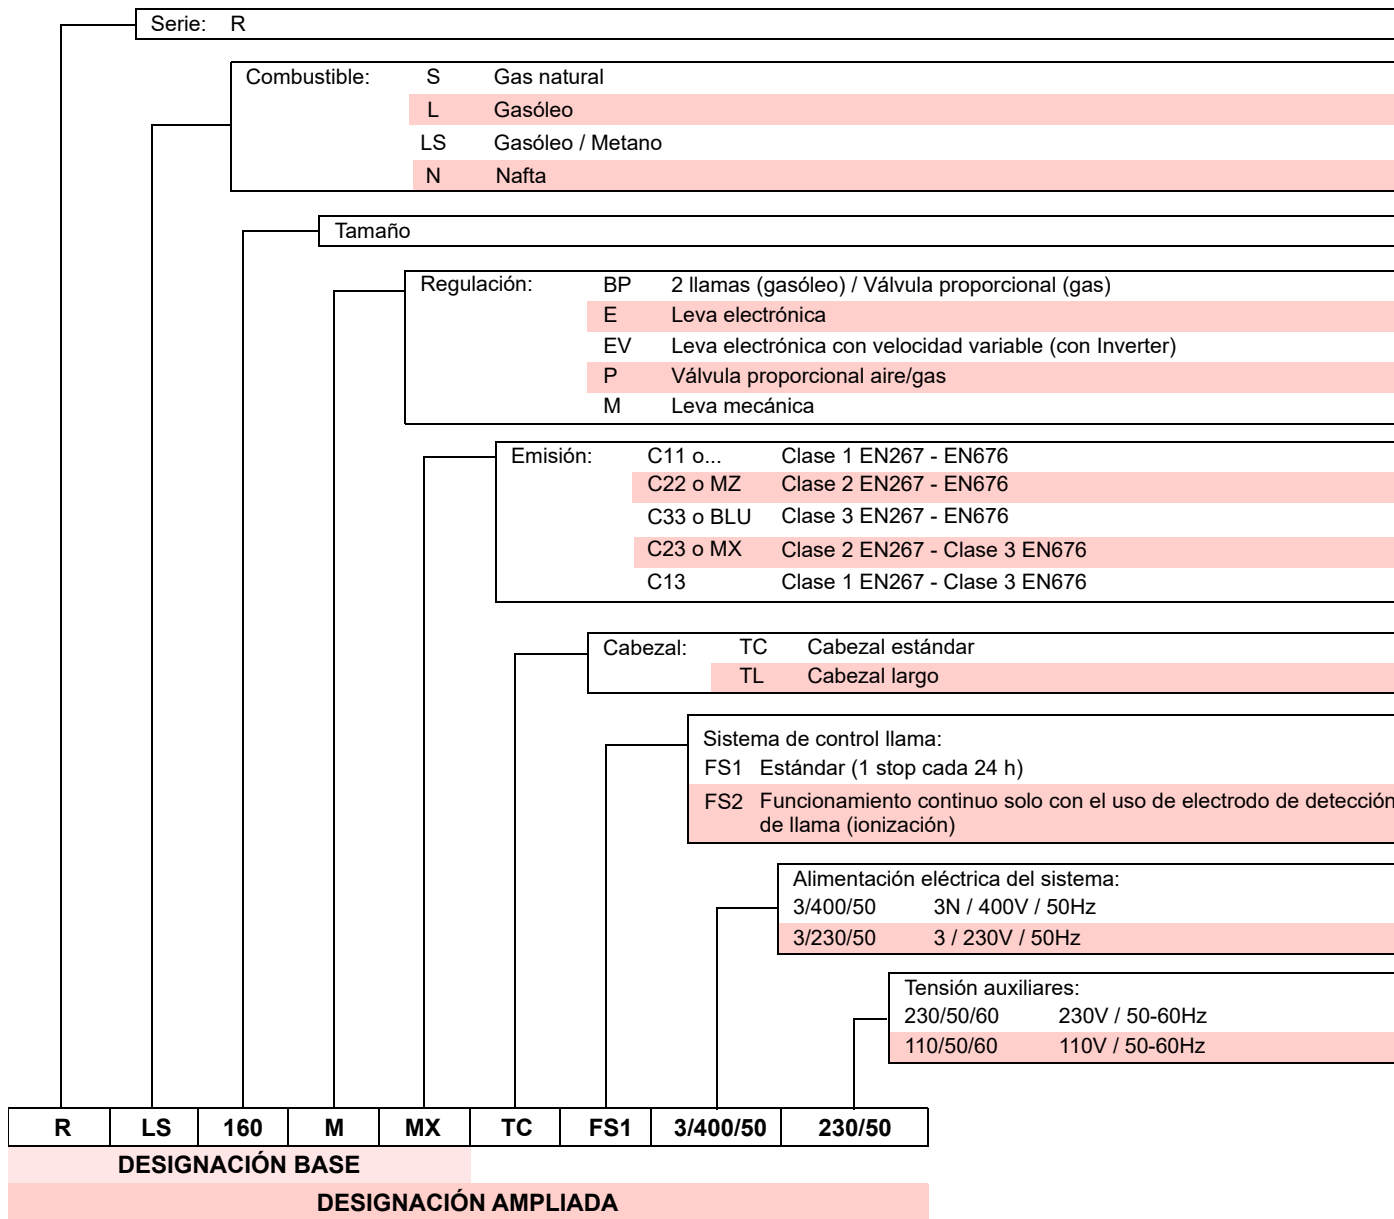 Serie: R
Combustible: S Gas natural
L Gasóleo
LS Gasóleo / Metano
N Nafta
Tamaño
Regulación: BP 2 llamas (gasóleo) / Válvula proporcional (gas)
E Leva electrónica
EV Leva electrónica con velocidad variable (con Inverter)
P Válvula proporcional aire/gas
M Leva mecánica
Emisión: C11 o... Clase 1 EN267 - EN676
C22 o MZ Clase 2 EN267 - EN676
C33 o BLU Clase 3 EN267 - EN676
C23 o MX Clase 2 EN267 - Clase 3 EN676
C13 Clase 1 EN267 - Clase 3 EN676
Cabezal: TC Cabezal estándar
TL Cabezal largo
Sistema de control llama:
FS1 Estándar (1 stop cada 24 h)
FS2 Funcionamiento continuo solo con el uso de electrodo de detección
de llama (ionización)
Alimentación eléctrica del sistema:
3/400/50 3N / 400V / 50Hz
3/230/50 3 / 230V / 50Hz
Tensión auxiliares:
230/50/60 230V / 50-60Hz
110/50/60 110V / 50-60Hz
R LS 160 M MX TC FS1 3/400/50 230/50
DESIGNACIÓN BASE
DESIGNACIÓN AMPLIADA